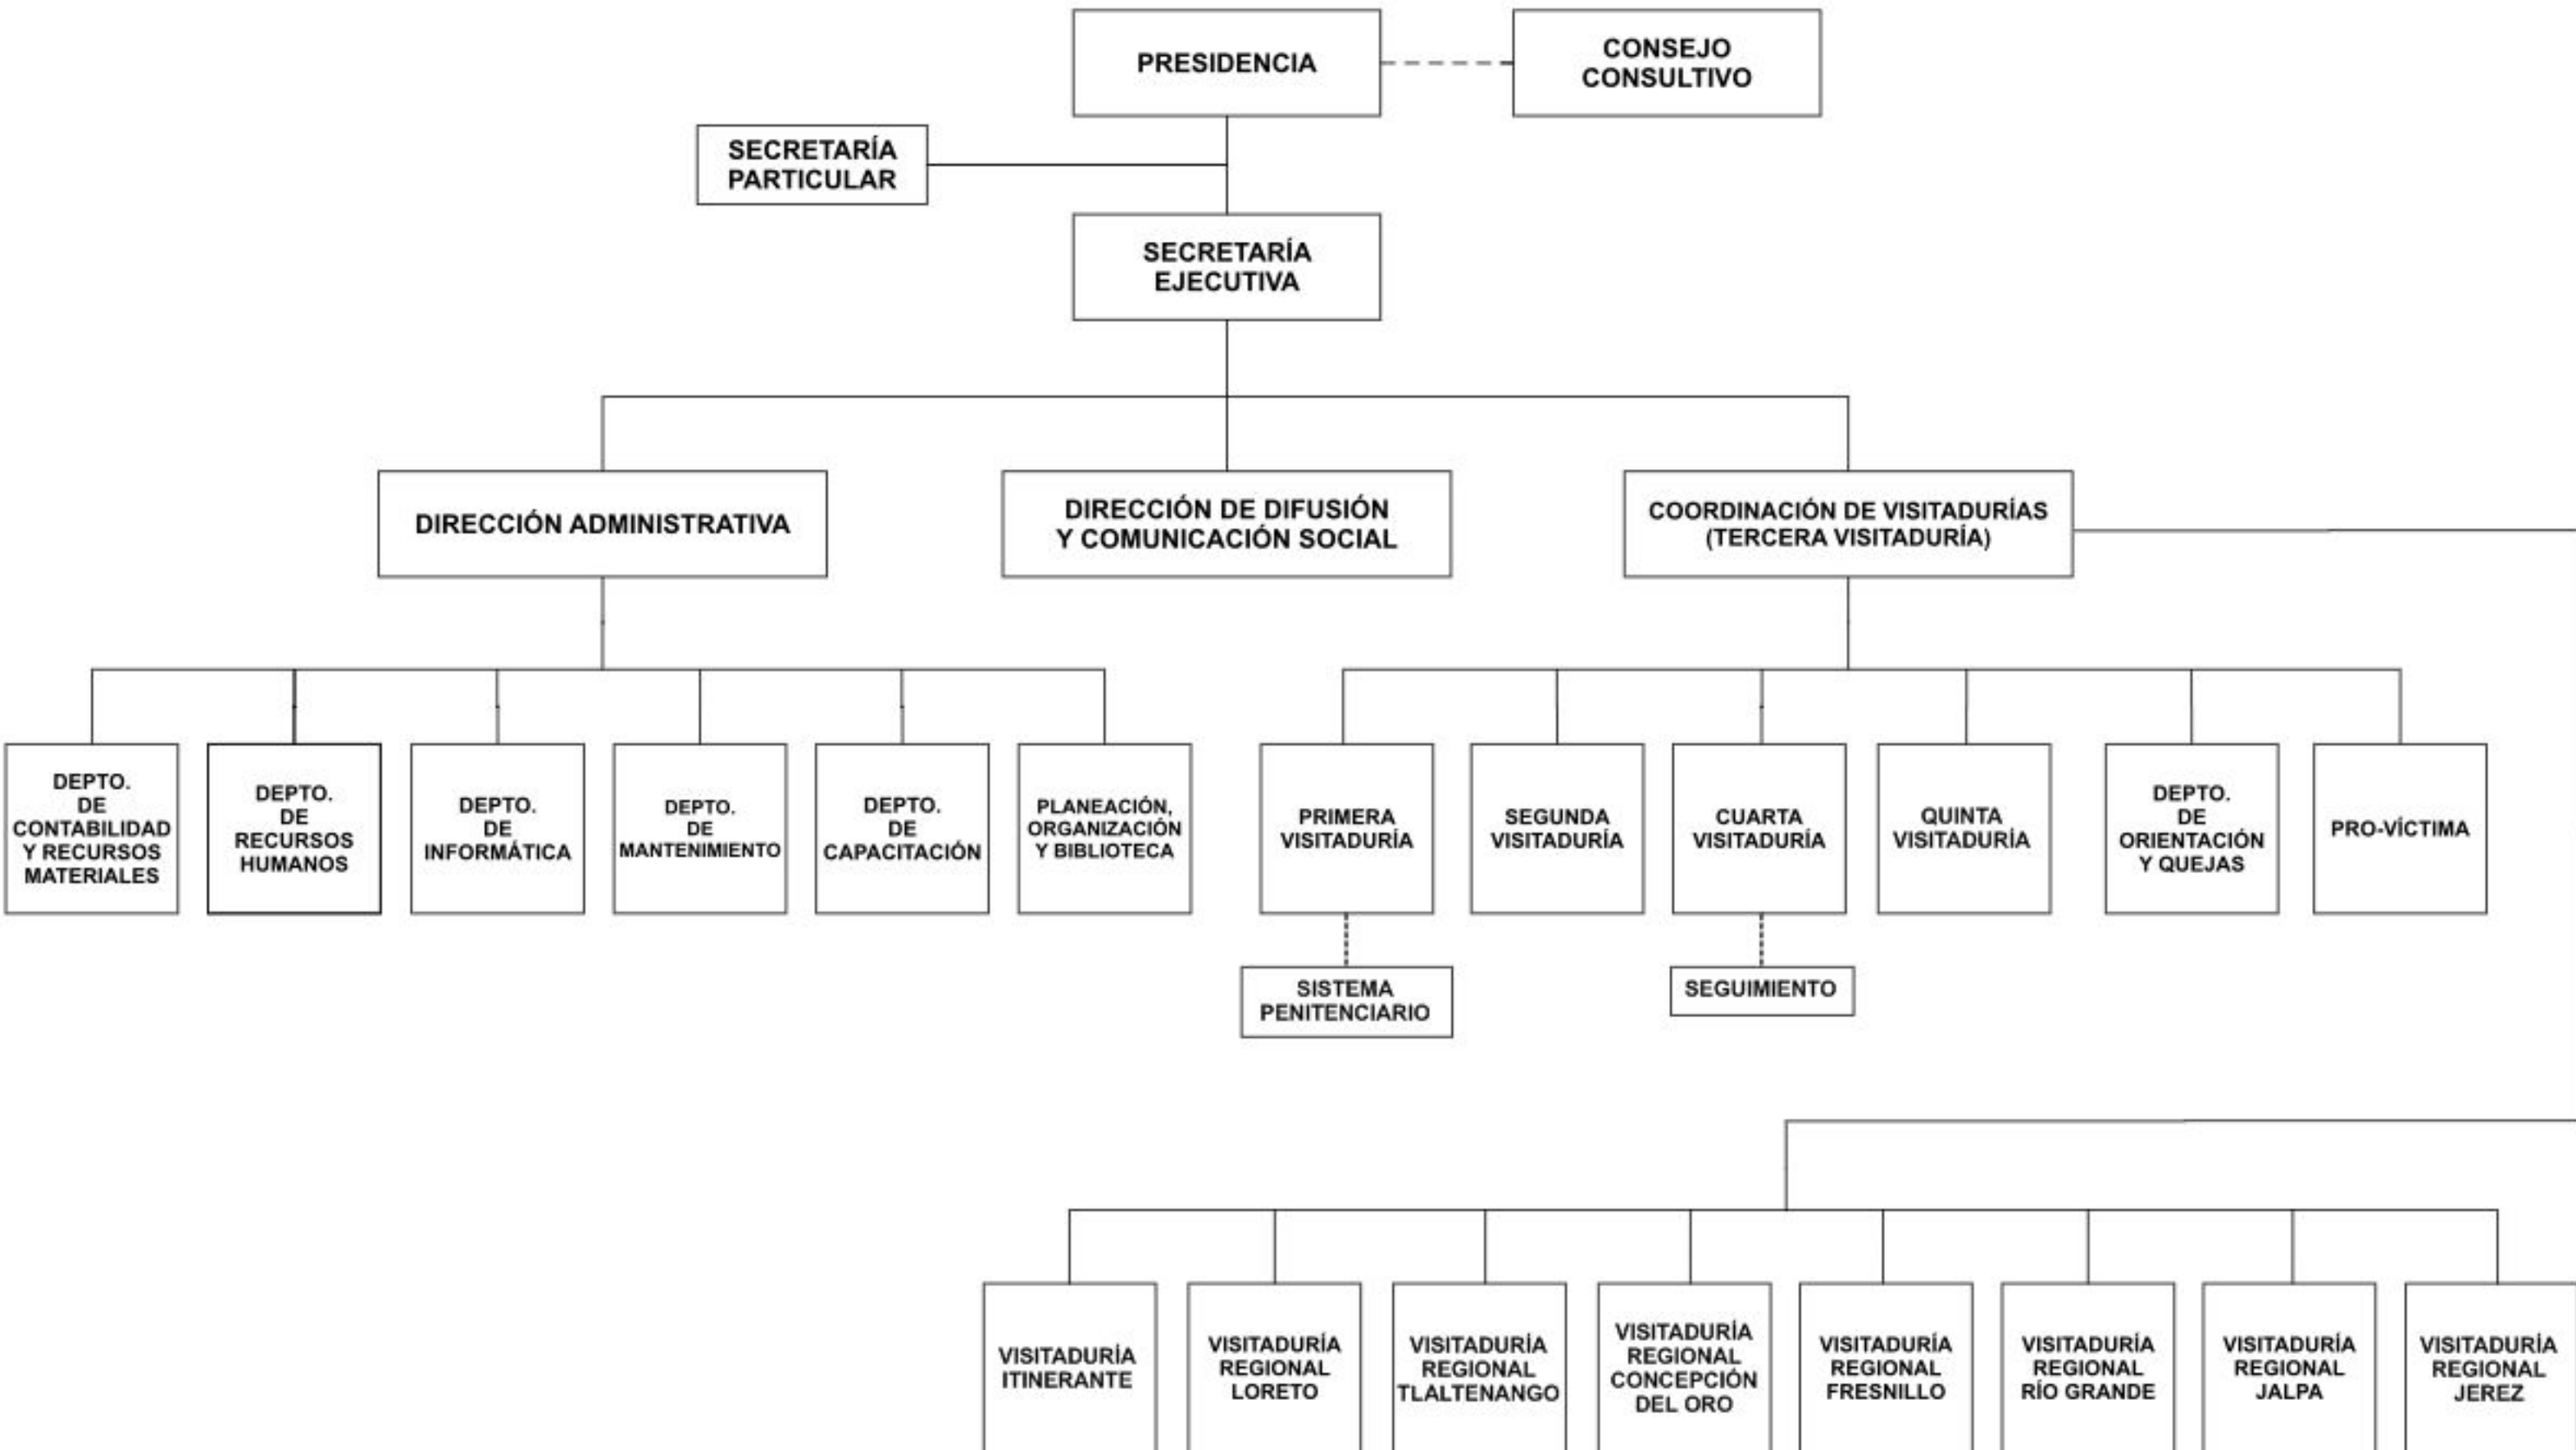 PRESIDENCIA
CONSEJO
CONSULTIVO
SECRETARÍA
PARTICULAR
SECRETARÍA
EJECUTIVA
DIRECCIÓN ADMINISTRATIVA
DIRECCIÓN DE DIFUSIÓN
Y COMUNICACIÓN SOCIAL
COORDINACIÓN DE VISITADURÍAS
(TERCERA VISITADURÍA)
DEPTO.
DE
CONTABILIDAD
Y RECURSOS
MATERIALES
DEPTO.
DE
RECURSOS
HUMANOS
DEPTO.
DE
INFORMÁTICA
DEPTO.
DE
MANTENIMIENTO
DEPTO.
DE
CAPACITACIÓN
PLANEACIÓN,
ORGANIZACIÓN
Y BIBLIOTECA
PRIMERA
VISITADURÍA
SEGUNDA
VISITADURÍA
CUARTA
VISITADURÍA
QUINTA
VISITADURÍA
DEPTO.
DE
ORIENTACIÓN
Y QUEJAS
PRO-VÍCTIMA
SISTEMA
PENITENCIARIO
SEGUIMIENTO
VISITADURÍA
ITINERANTE
VISITADURÍA
REGIONAL
LORETO
VISITADURÍA
REGIONAL
TLALTENANGO
VISITADURÍA
REGIONAL
CONCEPCIÓN
DEL ORO
VISITADURÍA
REGIONAL
FRESNILLO
VISITADURÍA
REGIONAL
RÍO GRANDE
VISITADURÍA
REGIONAL
JALPA
VISITADURÍA
REGIONAL
JEREZ